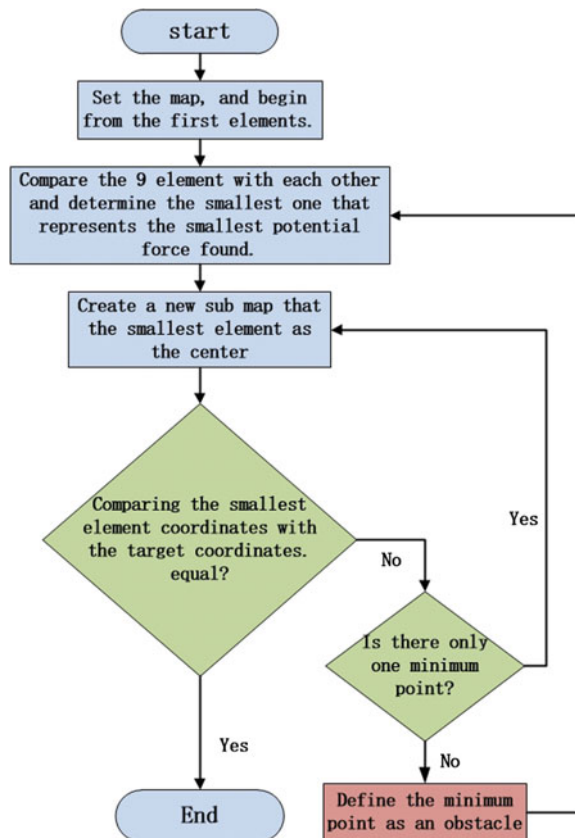 start
Set the map, and begin
from the first elements.
Compare the 9 element with each other
and determine the smallest one that
represents the smallest potential
force found.
Create a new sub map that
the smallest element as
the center
Comparing the smallest
element coordinates with
the target coordinates.
equal?
No
Yes
Is there only
one minimum
point?
Yes
No
End
Define the minimum
point as an obstacle